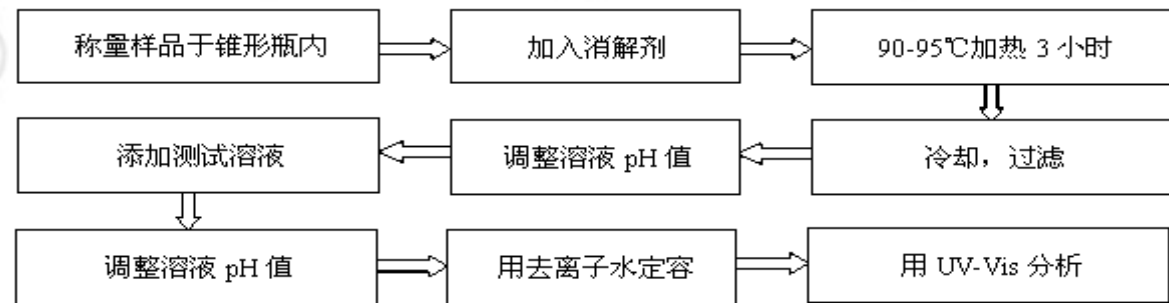 称量样品于锥形瓶内
加入消解剂
90-95℃加热 3 小时
冷却，过滤
调整溶液 pH 值
添加测试溶液
调整溶液 pH 值
用去离子水定容
用 UV-Vis 分析